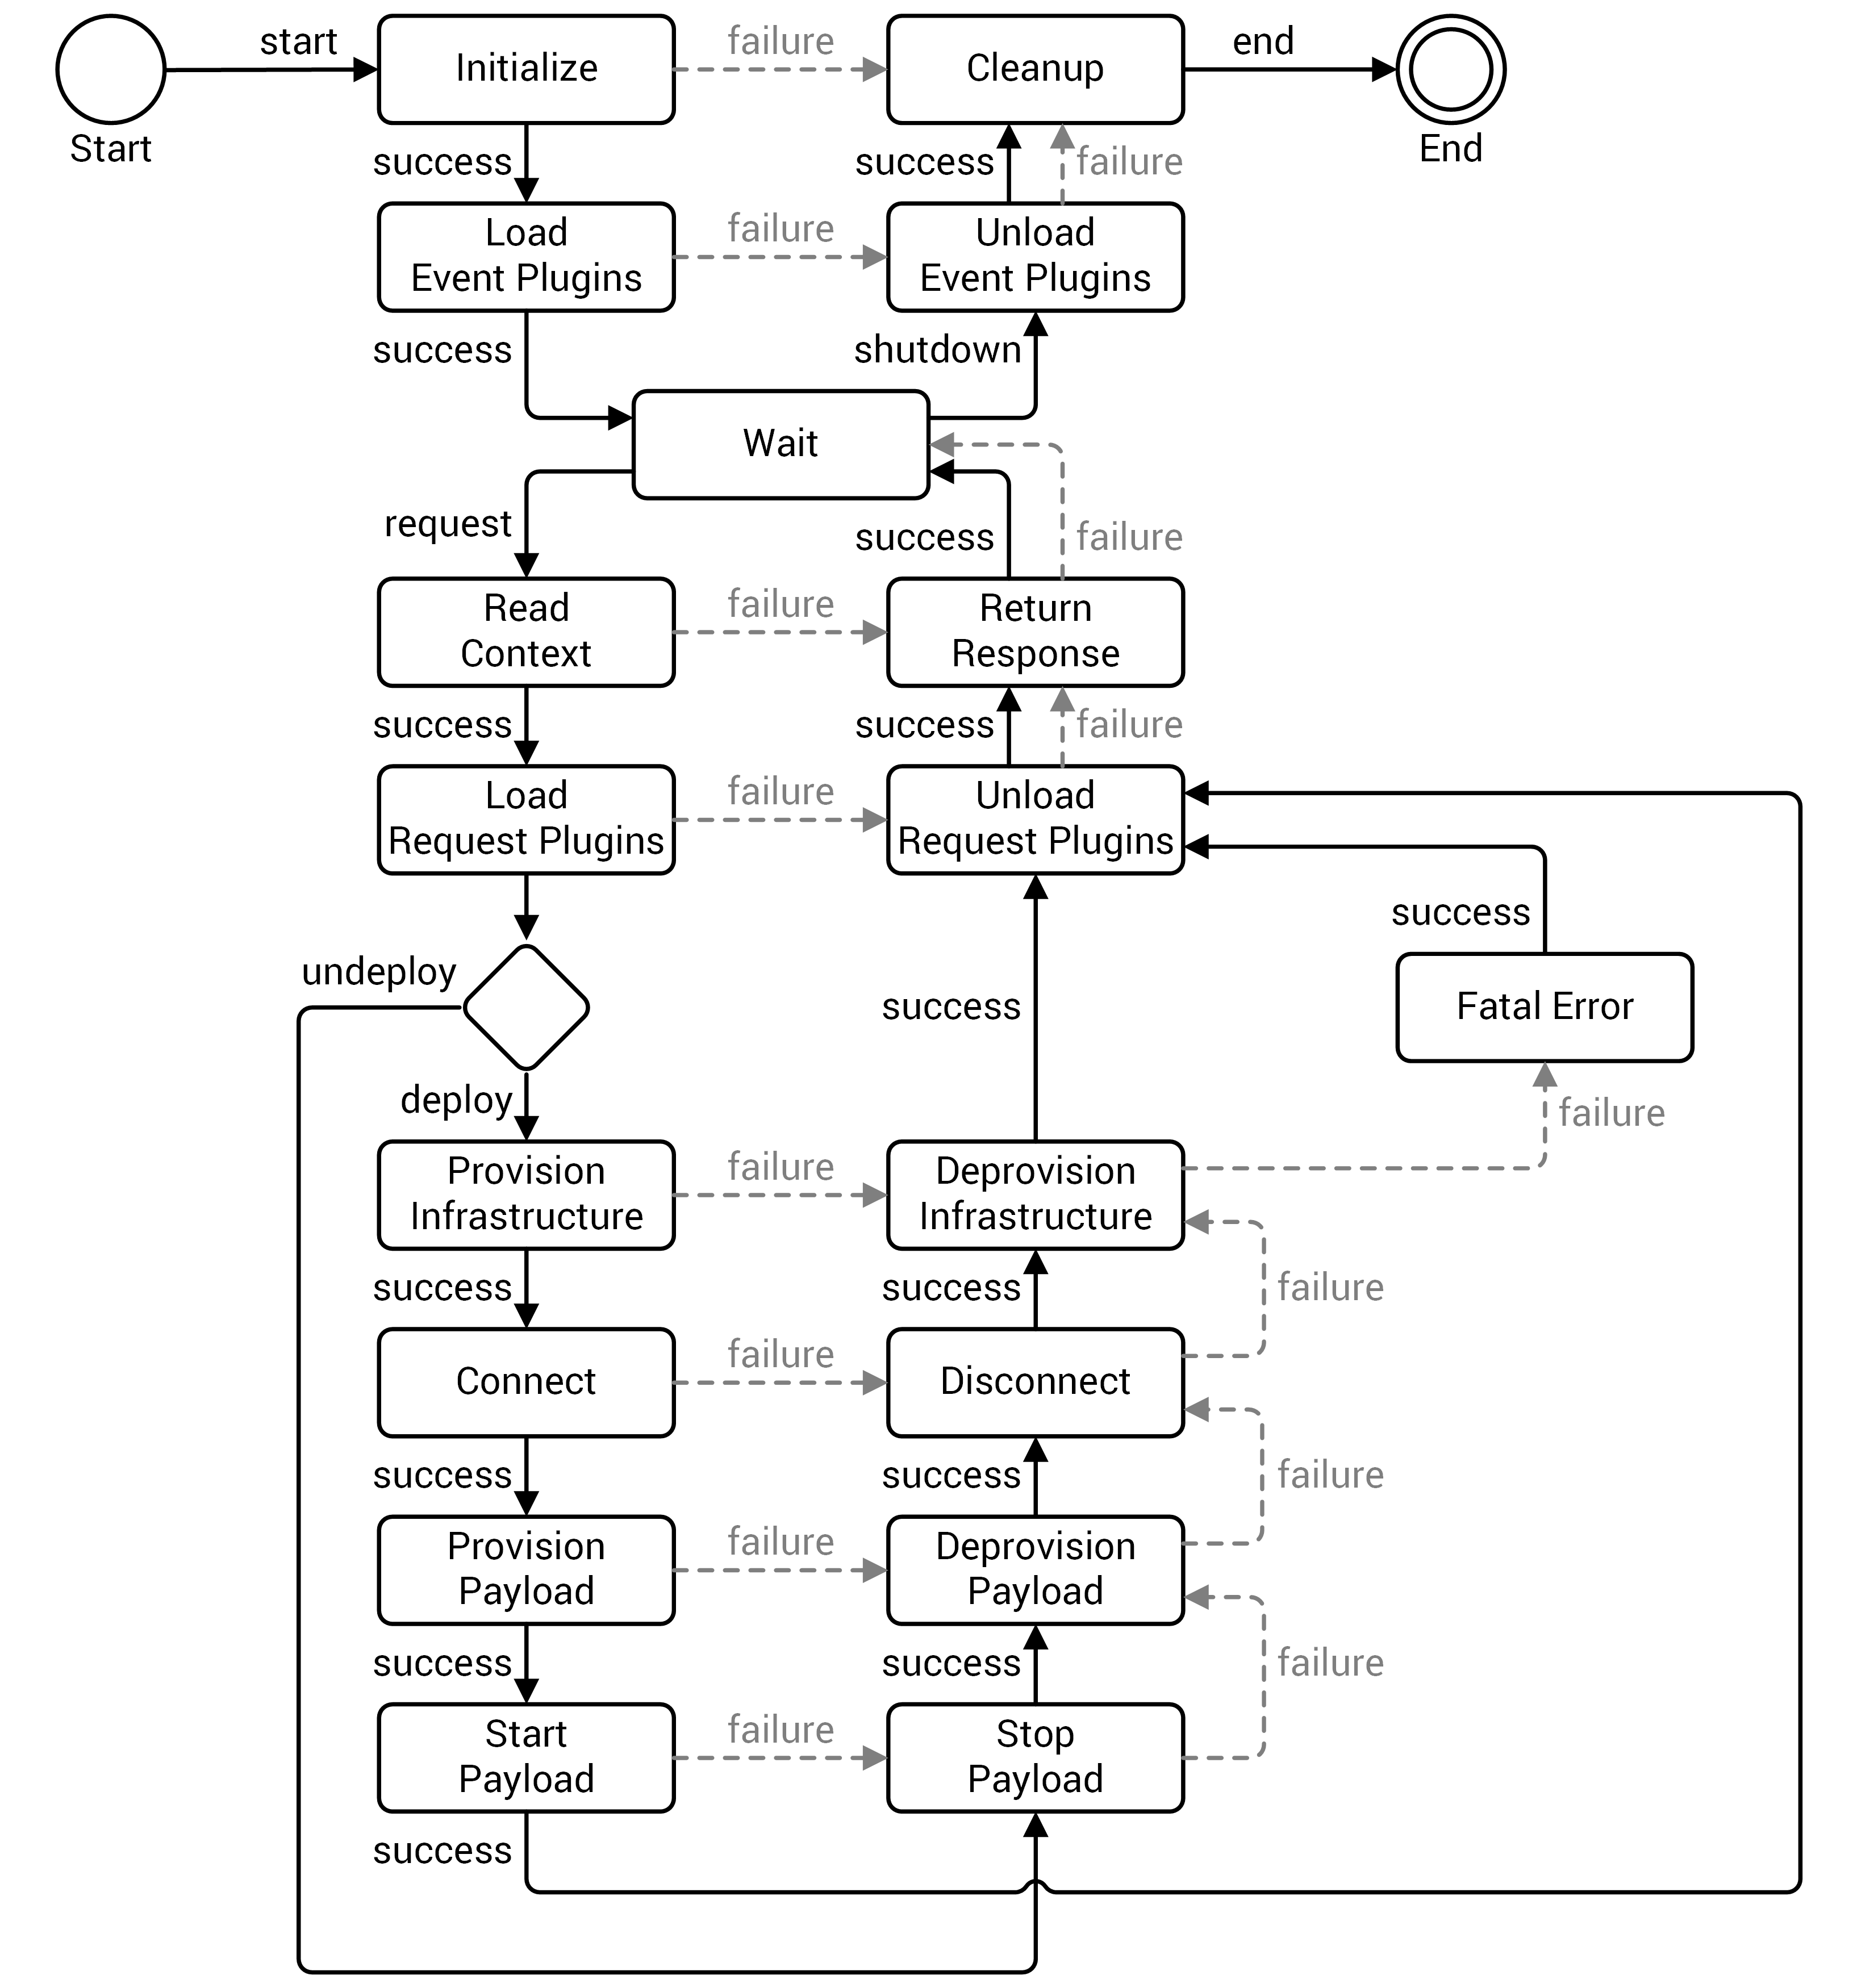 start
Initialize
failure
Cleanup
end
Start
End
success
success
failure
Load
Event Plugins
failure
Unload
Event Plugins
success
shutdown
Wait
request
success
failure
Read
Context
failure
Return
Response
success
success
failure
Load
Request Plugins
failure
Unload
Request Plugins
success
undeploy
success
Fatal Error
deploy
failure
Provision
Infrastructure
failure
Deprovision
Infrastructure
success
success
failure
Connect
failure
Disconnect
success
success
failure
Provision
Payload
failure
Deprovision
Payload
success
success
failure
Start
Payload
failure
Stop
Payload
success